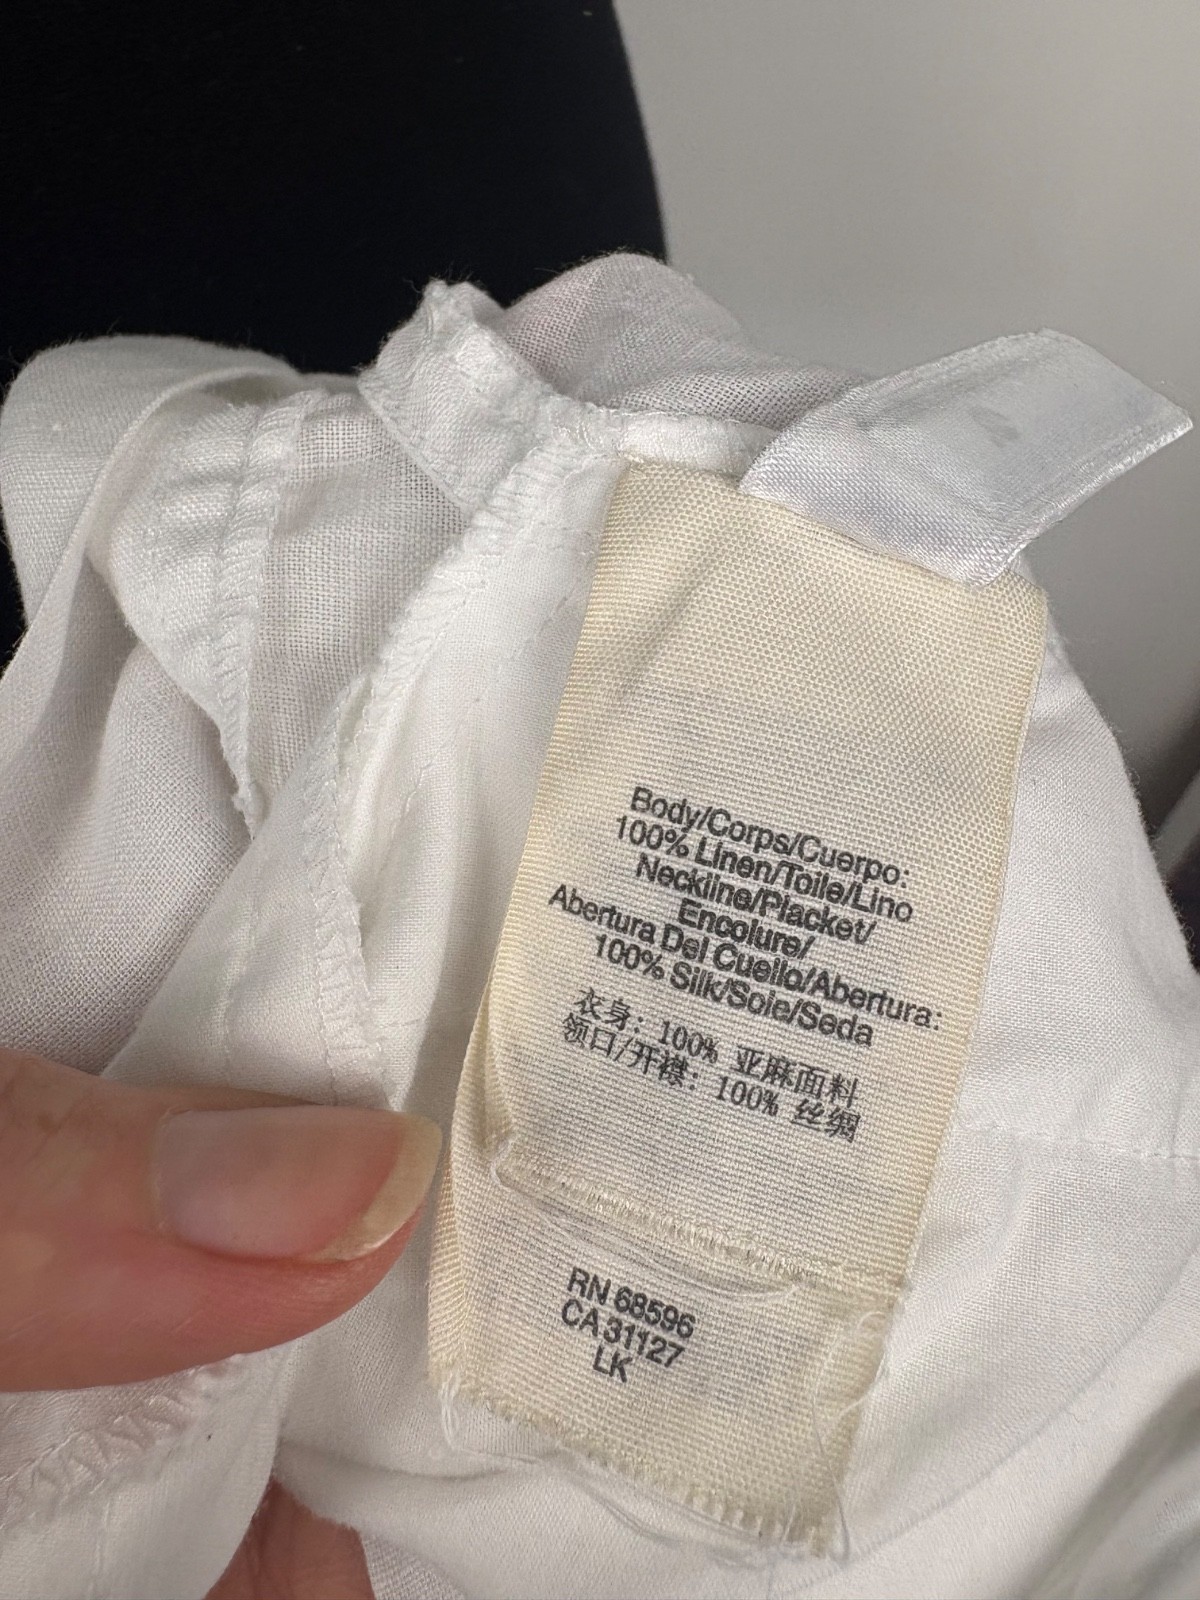 Body/Corps/Cuerpo:
100% Linen/Toile/Lino
Neckline/Placket/
Encolure/
Abertura Del Cuello/Abertura:
100% Silk/Soie/Seda
衣身: 100% 亚麻面料
领口/开襟: 100% 丝绸
RN 68596
CA 31127
LK